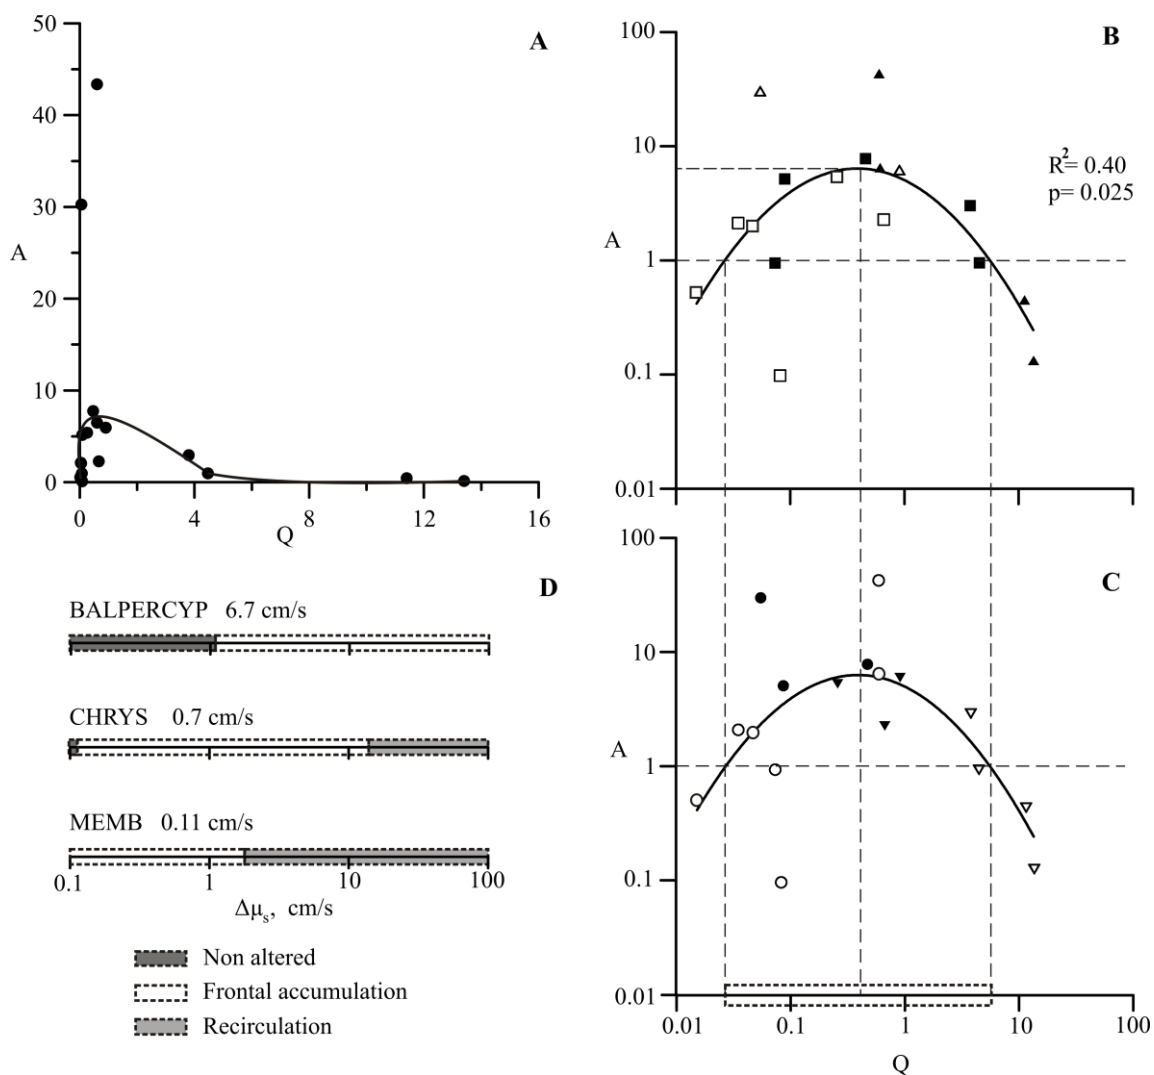 A
50
40
30
A
20
10
0
0 4 8 12 16
Q
B
100
10
R2= 0.40
p= 0.025
A
1
0.1
0.01
C
100
10
A
1
0.1
0.01
0.01 0.1 1 10 100
Q
D
BALPERCYP 6.7 cm/s
CHRYS 0.7 cm/s
MEMB 0.11 cm/s
0.1 1 10 100
Δμs, cm/s
Non altered
Frontal accumulation
Recirculation